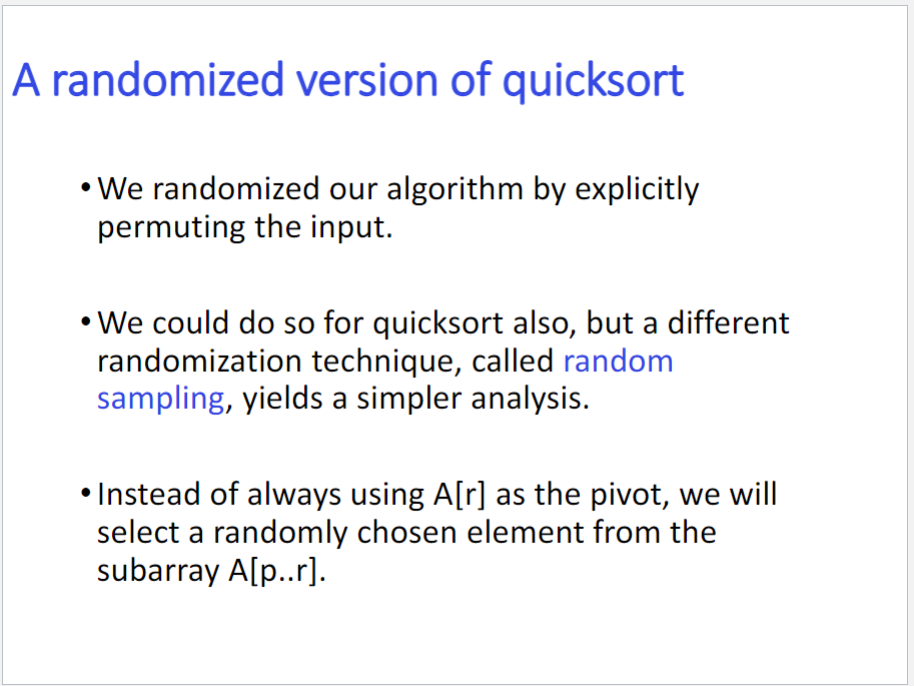 A randomized version of quicksort
• We randomized our algorithm by explicitly
permuting the input.
• We could do so for quicksort also, but a different
randomization technique, called random
sampling, yields a simpler analysis.
• Instead of always using A[r] as the pivot, we will
select a randomly chosen element from the
subarray A[p..r].